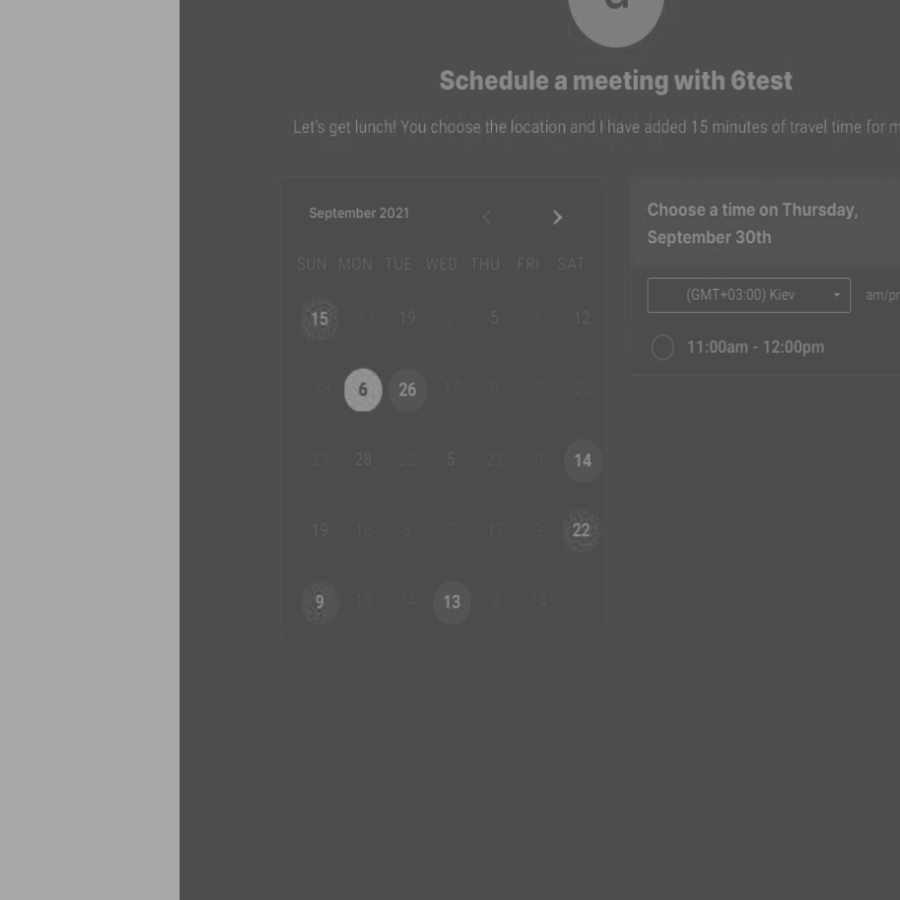 Schedule a meeting with 6test
Let's get lunch! You choose the location and I have added 15 minutes of travel time for
September 2021
SUN MON TUE WED THU FRI SAT
15 13 19 2 5 1 12
13 6 26 17 9 7 26
23 28 22 5 23 30 14
19 16 8 7 17 9 22
9 15 14 13 3 14 1
Choose a time on Thursday,
September 30th
(GMT+03:00) Kiev
11:00am - 12:00pm